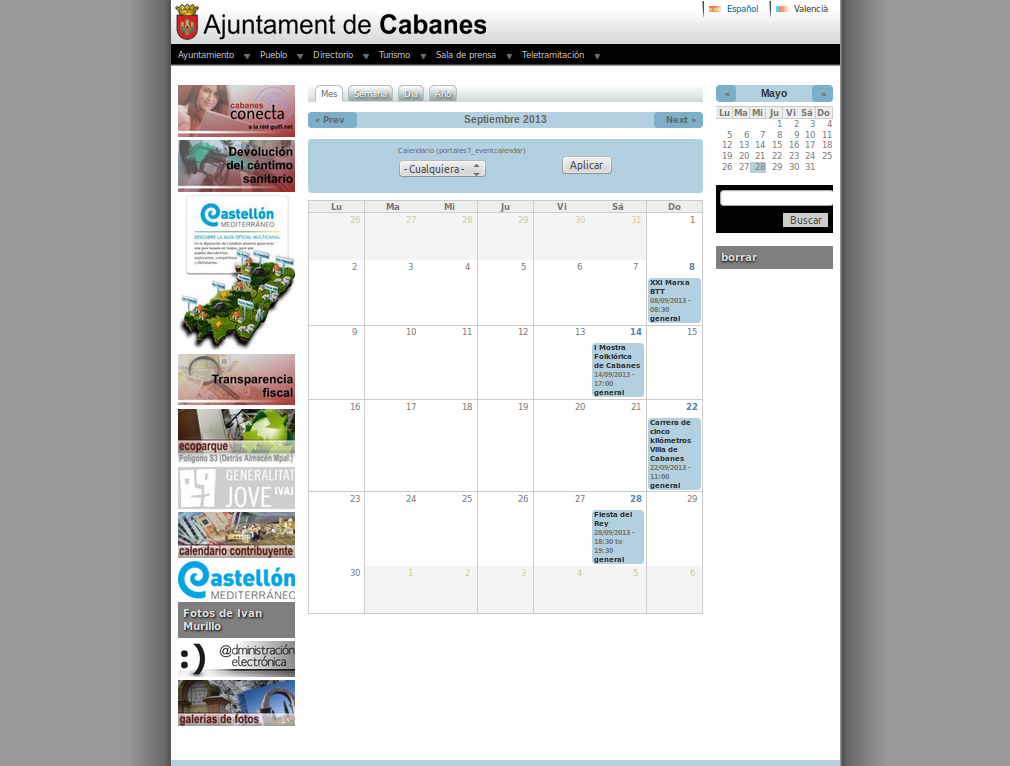 Ajuntament de Cabanes
Español
Valencià
Ayuntamiento
Pueblo
Directorio
Turismo
Sala de prensa
Teletramitación
cabanes
conecta
a la red guifi.net
Devolución
del céntimo
sanitario
Castellón
MEDITERRÁNEO
DESCUBRE LA GUÍA OFICIAL MULTICANAL
Transparencia
fiscal
ecoparque
Polígono S3 (Detrás Almacén Mpal.)
GENERALITAT
JOVE IVAJ
calendario contribuyente
Castellón
MEDITERRÁNEO
Fotos de Ivan
Murillo
:) @dministración
electrónica
galerías de fotos
Mes Semana Día Año
« Prev Septiembre 2013 Next »
Calendario (portales7_eventcalendar)
- Cualquiera -
Aplicar
Lu Ma Mi Ju Vi Sá Do
26 27 28 29 30 31 1
2 3 4 5 6 7 8
XXI Marxa
BTT
08/09/2013 -
08:30
general
9 10 11 12 13 14 15
I Mostra
Folklórica
de Cabanes
14/09/2013 -
17:00
general
16 17 18 19 20 21 22
Carrera de
cinco
kilómetros
Villa de
Cabanes
22/09/2013 -
11:00
general
23 24 25 26 27 28 29
Fiesta del
Rey
28/09/2013 -
18:30 to
19:30
general
30 1 2 3 4 5 6
« Mayo »
Lu Ma Mi Ju Vi Sá Do
1 2 3 4
5 6 7 8 9 10 11
12 13 14 15 16 17 18
19 20 21 22 23 24 25
26 27 28 29 30 31
Buscar
borrar